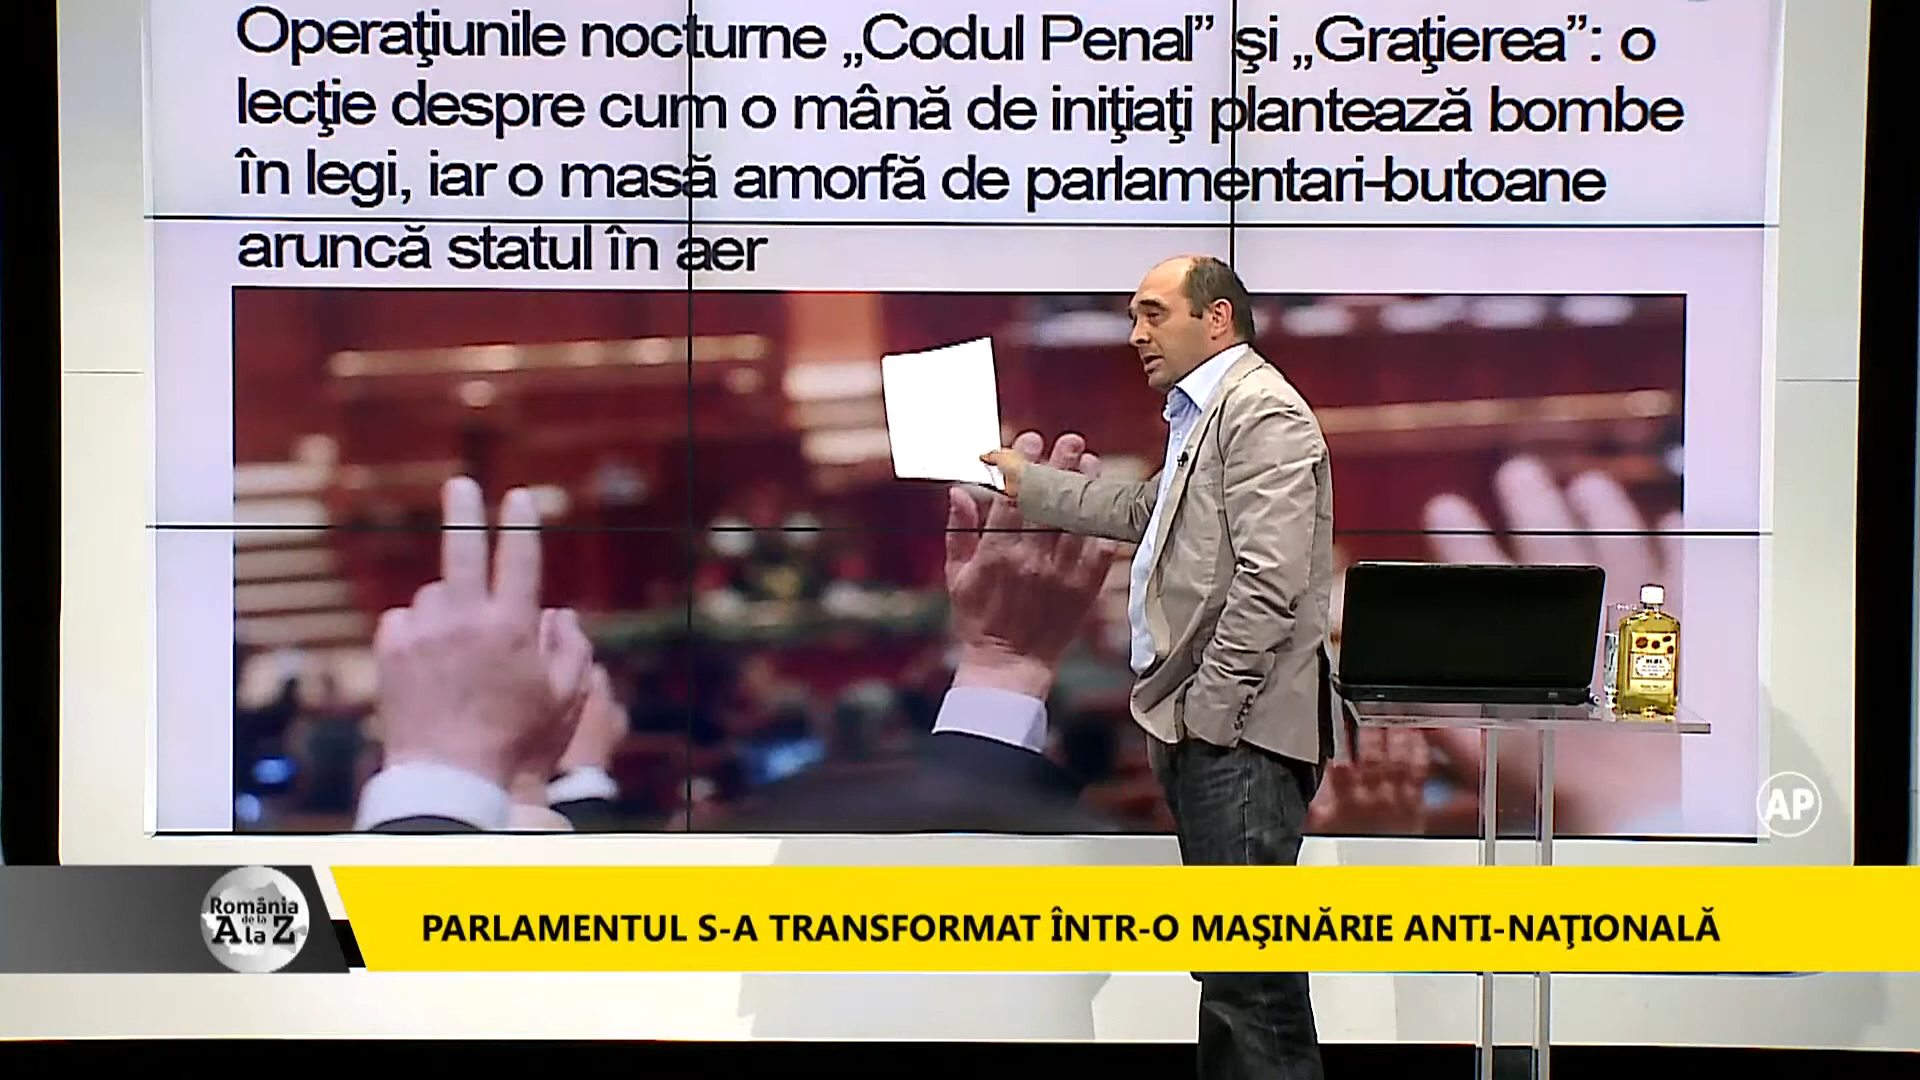 Operaţiunile nocturne „Codul Penal” şi „Graţierea”: o
lecţie despre cum o mână de iniţiaţi plantează bombe
în legi, iar o masă amorfă de parlamentari-butoane
aruncă statul în aer
AP
România
de la
A la Z
PARLAMENTUL S-A TRANSFORMAT ÎNTR-O MAŞINĂRIE ANTI-NAŢIONALĂ